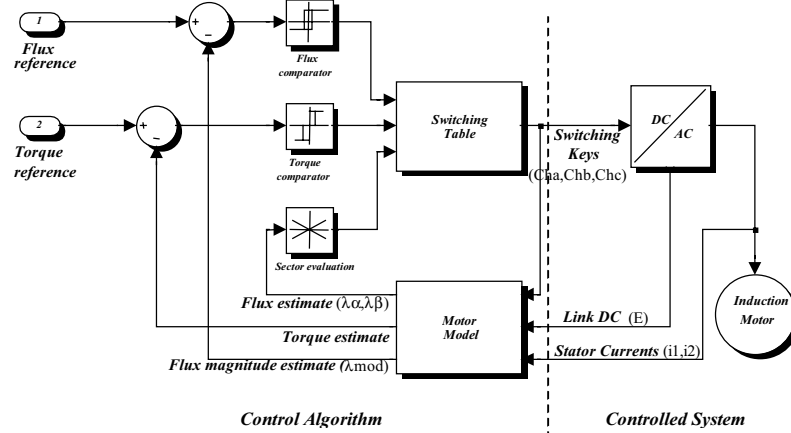 1
Flux
reference
+
−
Flux
comparator
2
Torque
reference
+
−
Torque
comparator
Switching
Table
Switching
Keys
(Cha,Chb,Chc)
DC
AC
Sector evaluation
Flux estimate (λα,λβ)
Torque estimate
Flux magnitude estimate (λmod)
Motor
Model
Link DC (E)
Stator Currents (i1,i2)
Induction
Motor
Control Algorithm
Controlled System